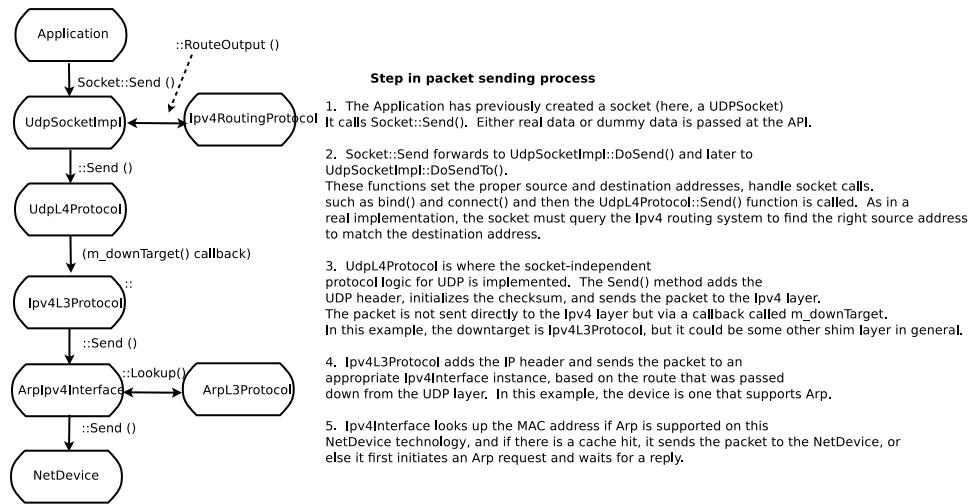 Application
::RouteOutput ()
Socket::Send ()
UdpSocketImpl
Ipv4RoutingProtocol
::Send ()
UdpL4Protocol
(m_downTarget() callback)
::
Ipv4L3Protocol
::Send ()
::Lookup()
ArpIpv4Interface
ArpL3Protocol
::Send ()
NetDevice
Step in packet sending process
1. The Application has previously created a socket (here, a UDPSocket)
It calls Socket::Send(). Either real data or dummy data is passed at the API.
2. Socket::Send forwards to UdpSocketImpl::DoSend() and later to
UdpSocketImpl::DoSendTo().
These functions set the proper source and destination addresses, handle socket calls.
such as bind() and connect() and then the UdpL4Protocol::Send() function is called. As in a
real implementation, the socket must query the Ipv4 routing system to find the right source address
to match the destination address.
3. UdpL4Protocol is where the socket-independent
protocol logic for UDP is implemented. The Send() method adds the
UDP header, initializes the checksum, and sends the packet to the Ipv4 layer.
The packet is not sent directly to the Ipv4 layer but via a callback called m_downTarget.
In this example, the downtarget is Ipv4L3Protocol, but it could be some other shim layer in general.
4. Ipv4L3Protocol adds the IP header and sends the packet to an
appropriate Ipv4Interface instance, based on the route that was passed
down from the UDP layer. In this example, the device is one that supports Arp.
5. Ipv4Interface looks up the MAC address if Arp is supported on this
NetDevice technology, and if there is a cache hit, it sends the packet to the NetDevice, or
else it first initiates an Arp request and waits for a reply.